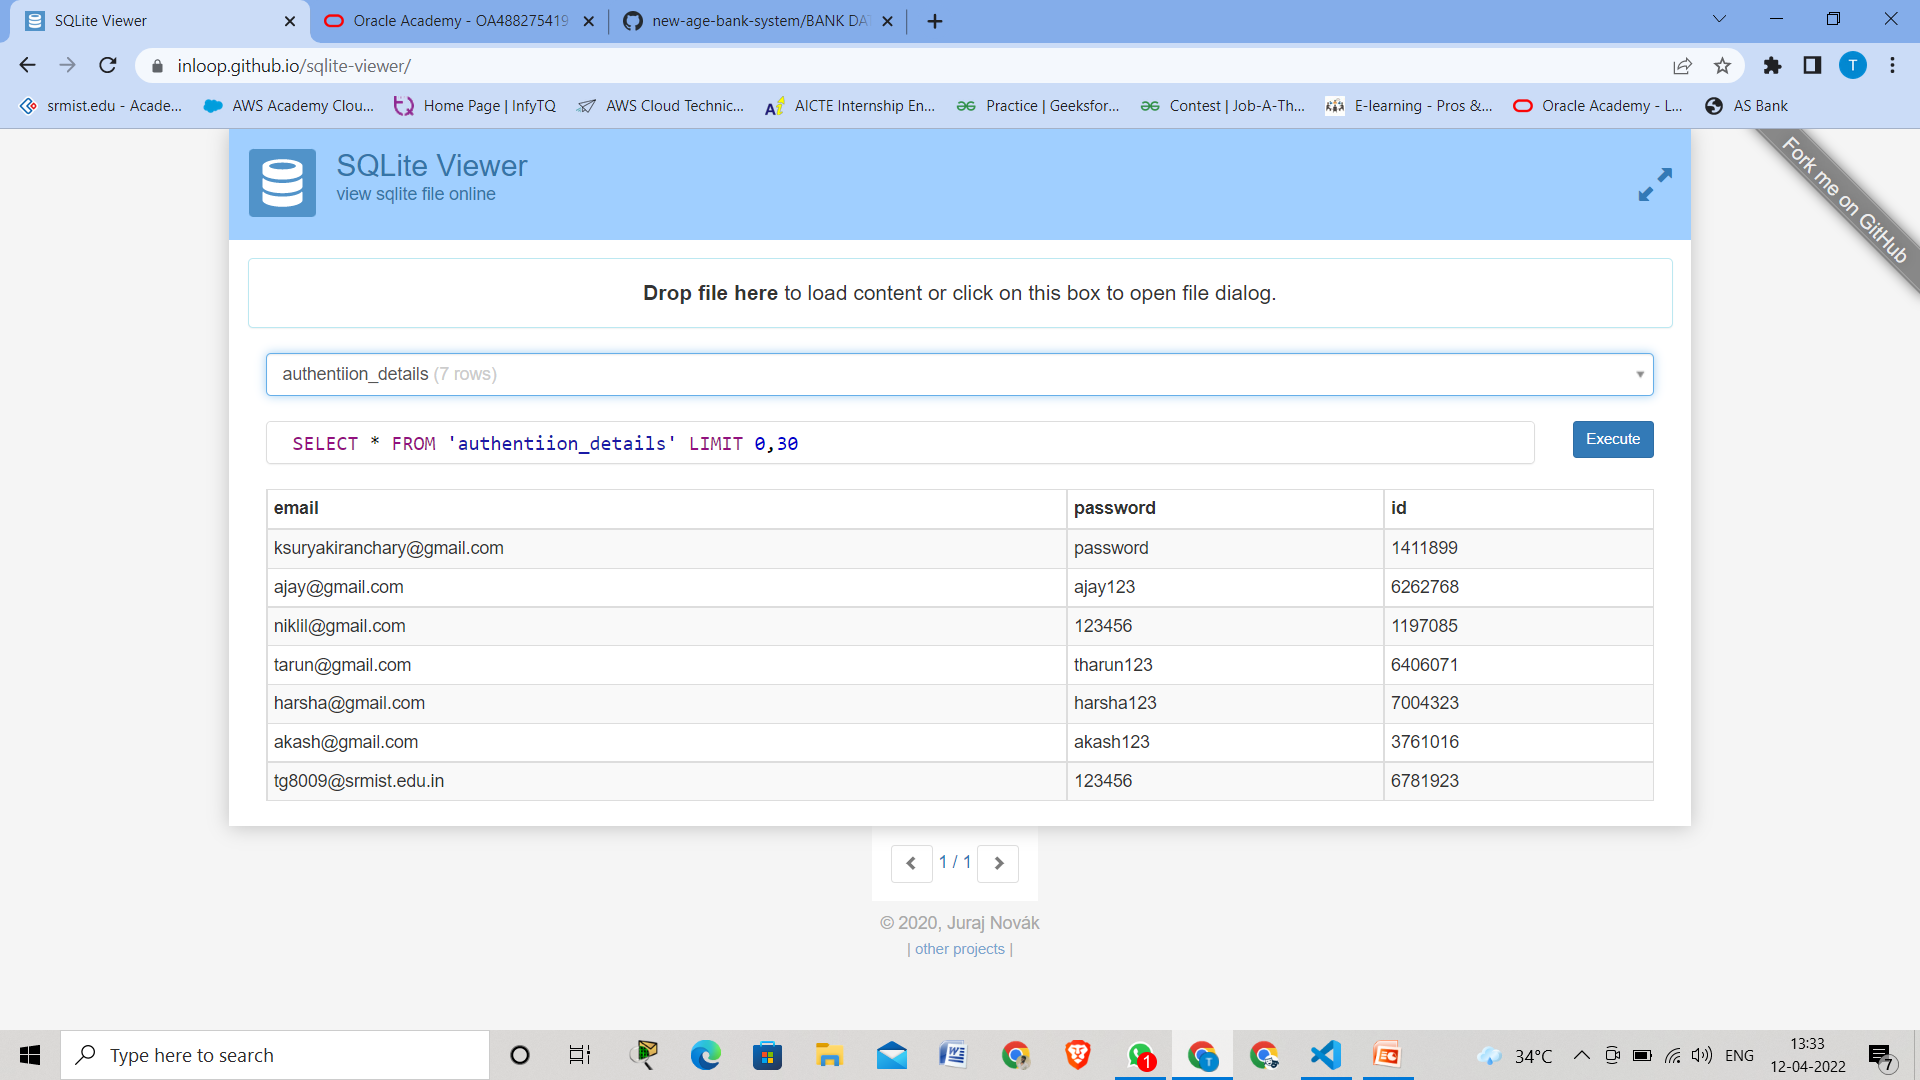 SQLite Viewer
Oracle Academy - OA488275419
new-age-bank-system/BANK DA
inloop.github.io/sqlite-viewer/
T
srmist.edu - Acade...
AWS Academy Clou...
Home Page | InfyTQ
AWS Cloud Technic...
AICTE Internship En...
Practice | Geeksfor...
Contest | Job-A-Th...
E-learning - Pros &...
Oracle Academy - L...
AS Bank
SQLite Viewer
view sqlite file online
Fork me on GitHub
Drop file here to load content or click on this box to open file dialog.
authentiion_details (7 rows)
SELECT * FROM 'authentiion_details' LIMIT 0,30
Execute
email password id
ksuryakiranchary@gmail.com password 1411899
ajay@gmail.com ajay123 6262768
niklil@gmail.com 123456 1197085
tarun@gmail.com tharun123 6406071
harsha@gmail.com harsha123 7004323
akash@gmail.com akash123 3761016
tg8009@srmist.edu.in 123456 6781923
1 / 1
© 2020, Juraj Novák
| other projects |
Type here to search
1
T
34°C
ENG
13:33
12-04-2022
7